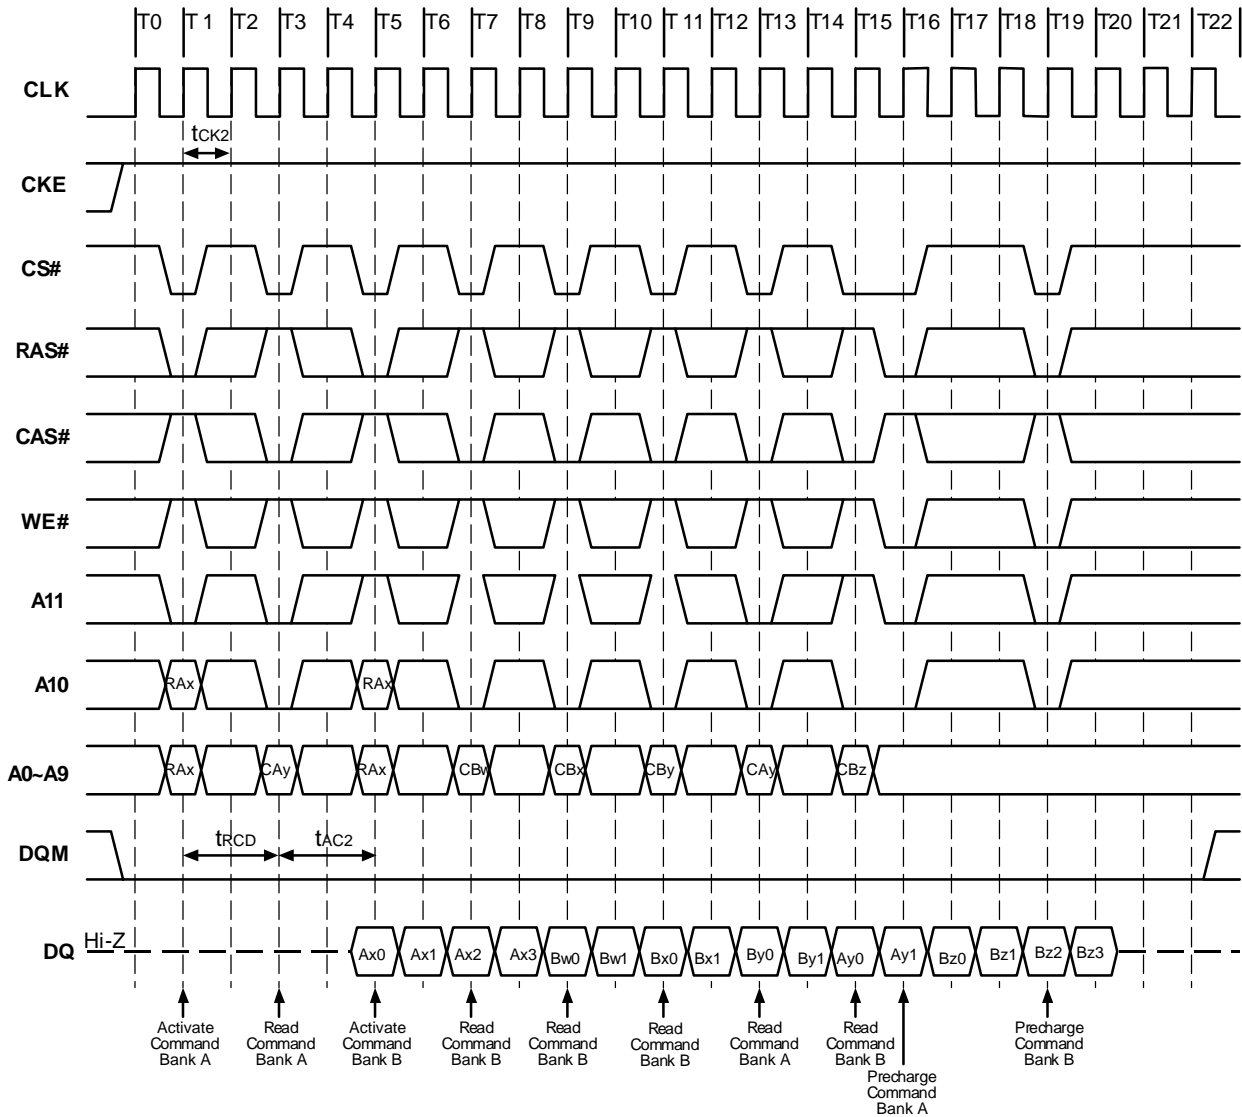 T0 T 1 T2 T3 T4 T5 T6 T7 T8 T9 T10 T 11 T12 T13 T14 T15 T16 T17 T18 T19 T20 T21 T22
CLK
tCK2
CKE
CS#
RAS#
CAS#
WE#
A11
A10 RAx RAx
A0~A9 RAx CAy RAx CBw CBx CBy CAy CBz
DQM tRCD tAC2
DQ Hi-Z Ax0 Ax1 Ax2 Ax3 Bw0 Bw1 Bx0 Bx1 By0 By1 Ay0 Ay1 Bz0 Bz1 Bz2 Bz3
Activate Command Bank A
Read Command Bank A
Activate Command Bank B
Read Command Bank B
Read Command Bank B
Read Command Bank B
Read Command Bank A
Read Command Bank B
Precharge Command Bank A
Precharge Command Bank B